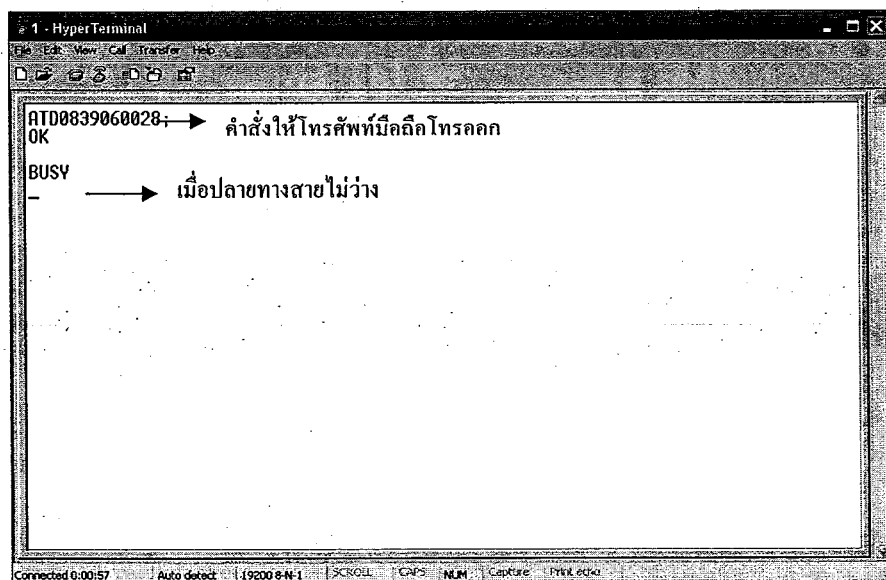 1 - HyperTerminal
File Edit View Call Transfer Help
ATD0839060028; คำสั่งให้โทรศัพท์มือถือโทรออก
OK
BUSY
_ เมื่อปลายทางสายไม่ว่าง
Connected 0:00:57 Auto detect 19200 8-N-1 SCROLL CAPS NUM Capture Print echo